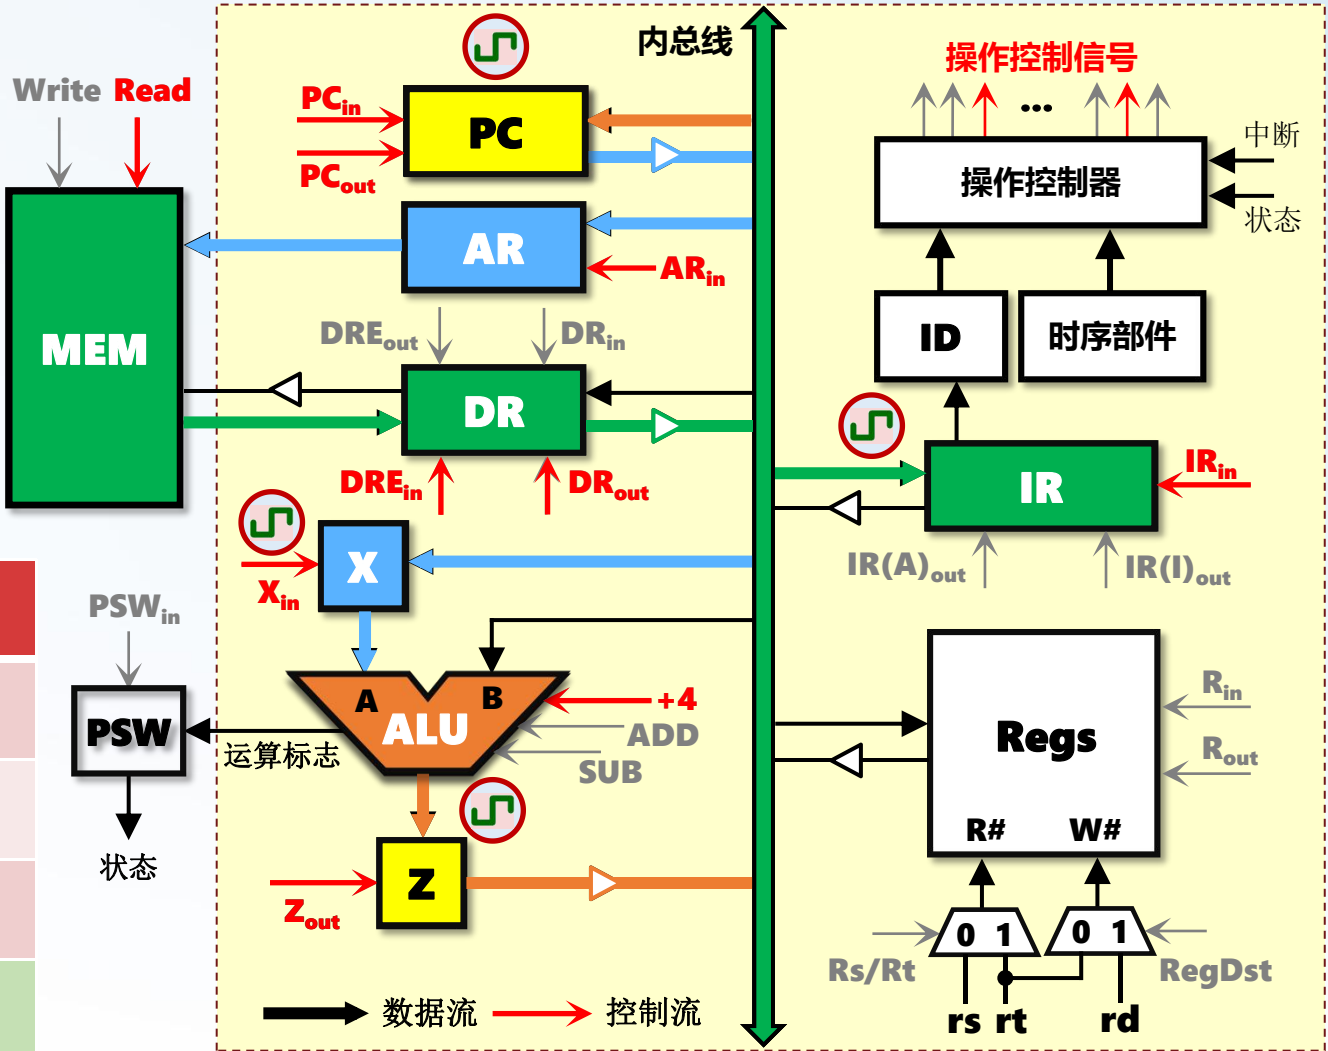 内总线
操作控制信号
...
Write Read
PCin
PC
PCout
中断
操作控制器
状态
AR
ARin
MEM
DREout
DRin
ID
时序部件
DR
DREin
DRout
IR
IRin
IR(A)out
IR(I)out
X
Xin
PSWin
PSW
状态
运算标志
A
B
ALU
+4
ADD
SUB
Z
Zout
Regs
Rin
Rout
R#
W#
0 1
0 1
Rs/Rt
RegDst
rs rt
rd
数据流
控制流